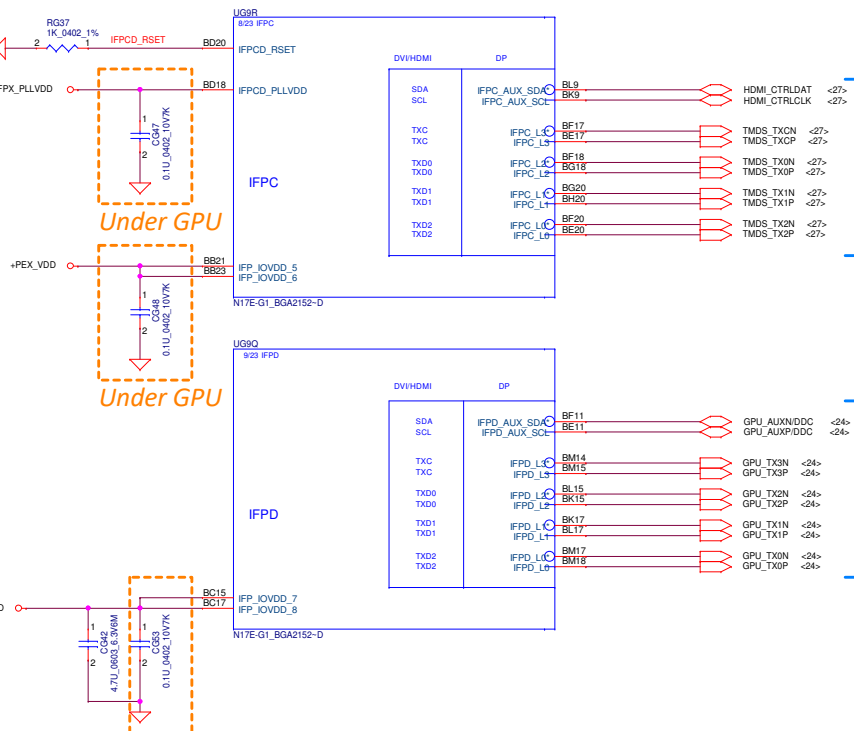 UG9R
8/23 IFPC
RG37
1K_0402_1%
2 1 IFPCD_RSET BD20 IFPCD_RSET
DVI/HDMI DP
FPX_PLLVDD BD18 IFPCD_PLLVDD
SDA IFPC_AUX_SDA* BL9 HDMI_CTRLDAT <27>
SCL IFPC_AUX_SCL BK9 HDMI_CTRLCLK <27>
1
CG47
0.1U_0402_10V7K
2
TXC IFPC_L3* BF17 TMDS_TXCN <27>
TXC IFPC_L3 BE17 TMDS_TXCP <27>
TXD0 IFPC_L2* BF18 TMDS_TX0N <27>
TXD0 IFPC_L2 BG18 TMDS_TX0P <27>
IFPC
TXD1 IFPC_L1* BG20 TMDS_TX1N <27>
TXD1 IFPC_L1 BH20 TMDS_TX1P <27>
Under GPU
TXD2 IFPC_L0* BF20 TMDS_TX2N <27>
TXD2 IFPC_L0 BE20 TMDS_TX2P <27>
+PEX_VDD BB21 IFP_IOVDD_5
BB23 IFP_IOVDD_6
1
CG48
0.1U_0402_10V7K
2
N17E-G1_BGA2152~D
UG9Q
9/23 IFPD
DVI/HDMI DP
Under GPU
SDA IFPD_AUX_SDA* BF11 GPU_AUXN/DDC <24>
SCL IFPD_AUX_SCL BE11 GPU_AUXP/DDC <24>
TXC IFPD_L3* BM14 GPU_TX3N <24>
TXC IFPD_L3 BM15 GPU_TX3P <24>
TXD0 IFPD_L2* BL15 GPU_TX2N <24>
TXD0 IFPD_L2 BK15 GPU_TX2P <24>
IFPD
TXD1 IFPD_L1* BK17 GPU_TX1N <24>
TXD1 IFPD_L1 BL17 GPU_TX1P <24>
TXD2 IFPD_L0* BM17 GPU_TX0N <24>
TXD2 IFPD_L0 BM18 GPU_TX0P <24>
BC15 IFP_IOVDD_7
BC17 IFP_IOVDD_8
1
CG42
4.7U_0603_6.3V6M
2
1
CG53
0.1U_0402_10V7K
2
N17E-G1_BGA2152~D